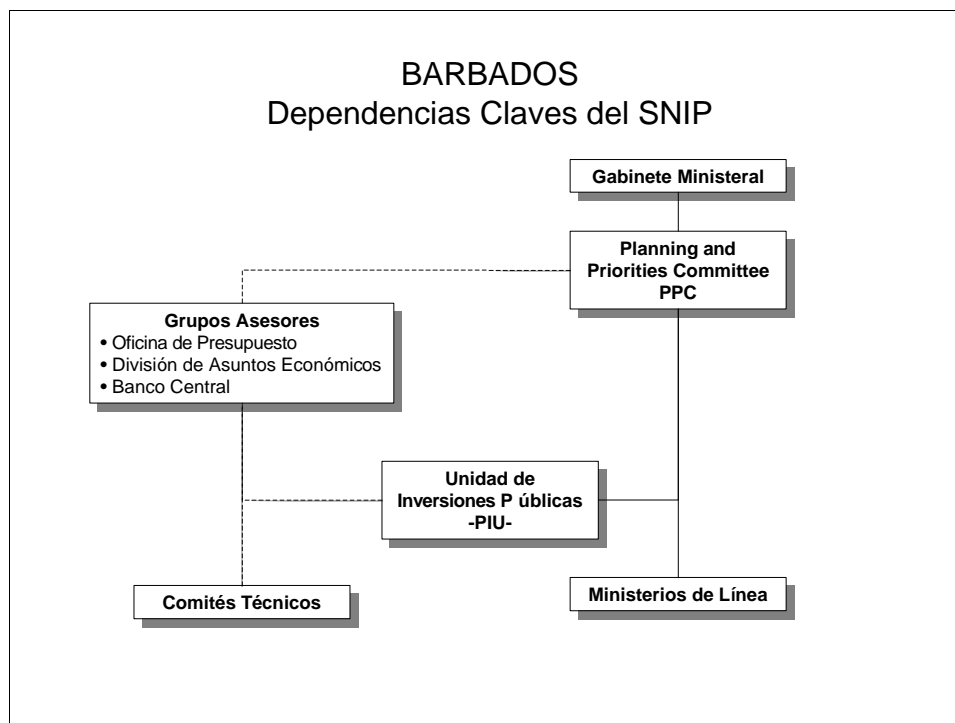 BARBADOS
Dependencias Claves del SNIP
Gabinete Ministeral
Planning and
Priorities Committee
PPC
Grupos Asesores
• Oficina de Presupuesto
• División de Asuntos Económicos
• Banco Central
Unidad de
Inversiones P úblicas
-PIU-
Comités Técnicos
Ministerios de Línea